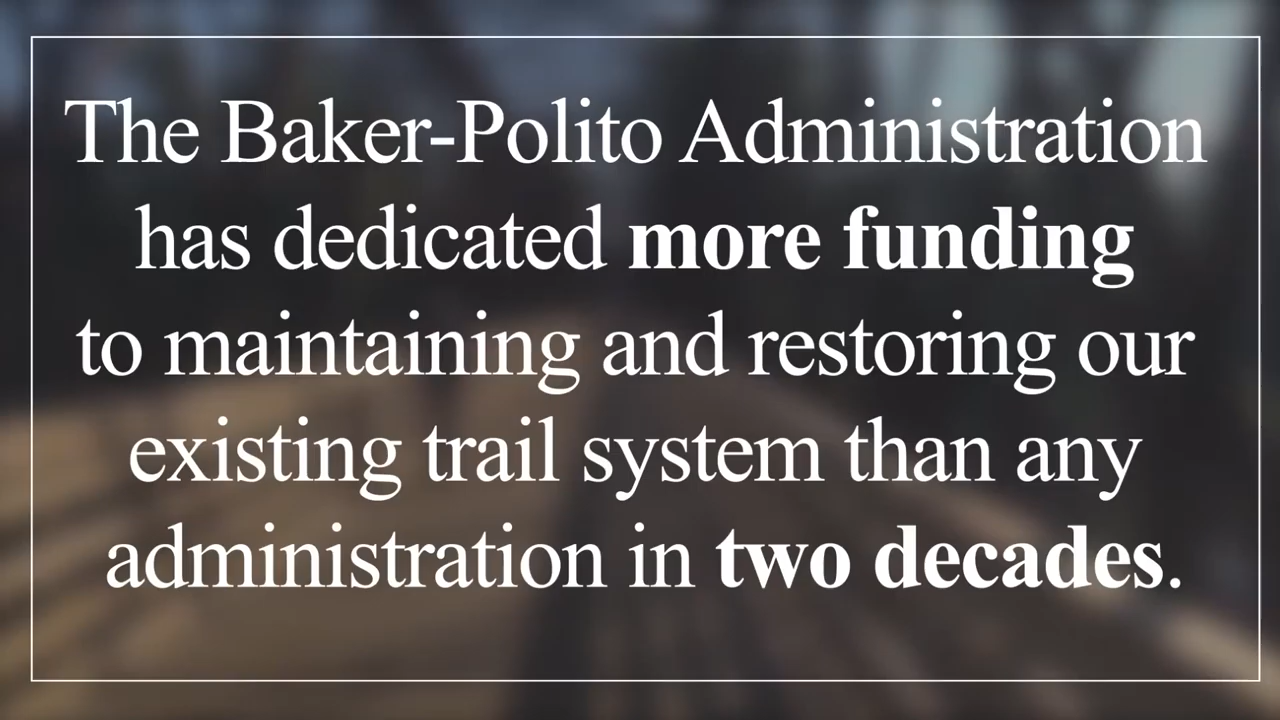 The Baker-Polito Administration
has dedicated more funding
to maintaining and restoring our
existing trail system than any
administration in two decades.